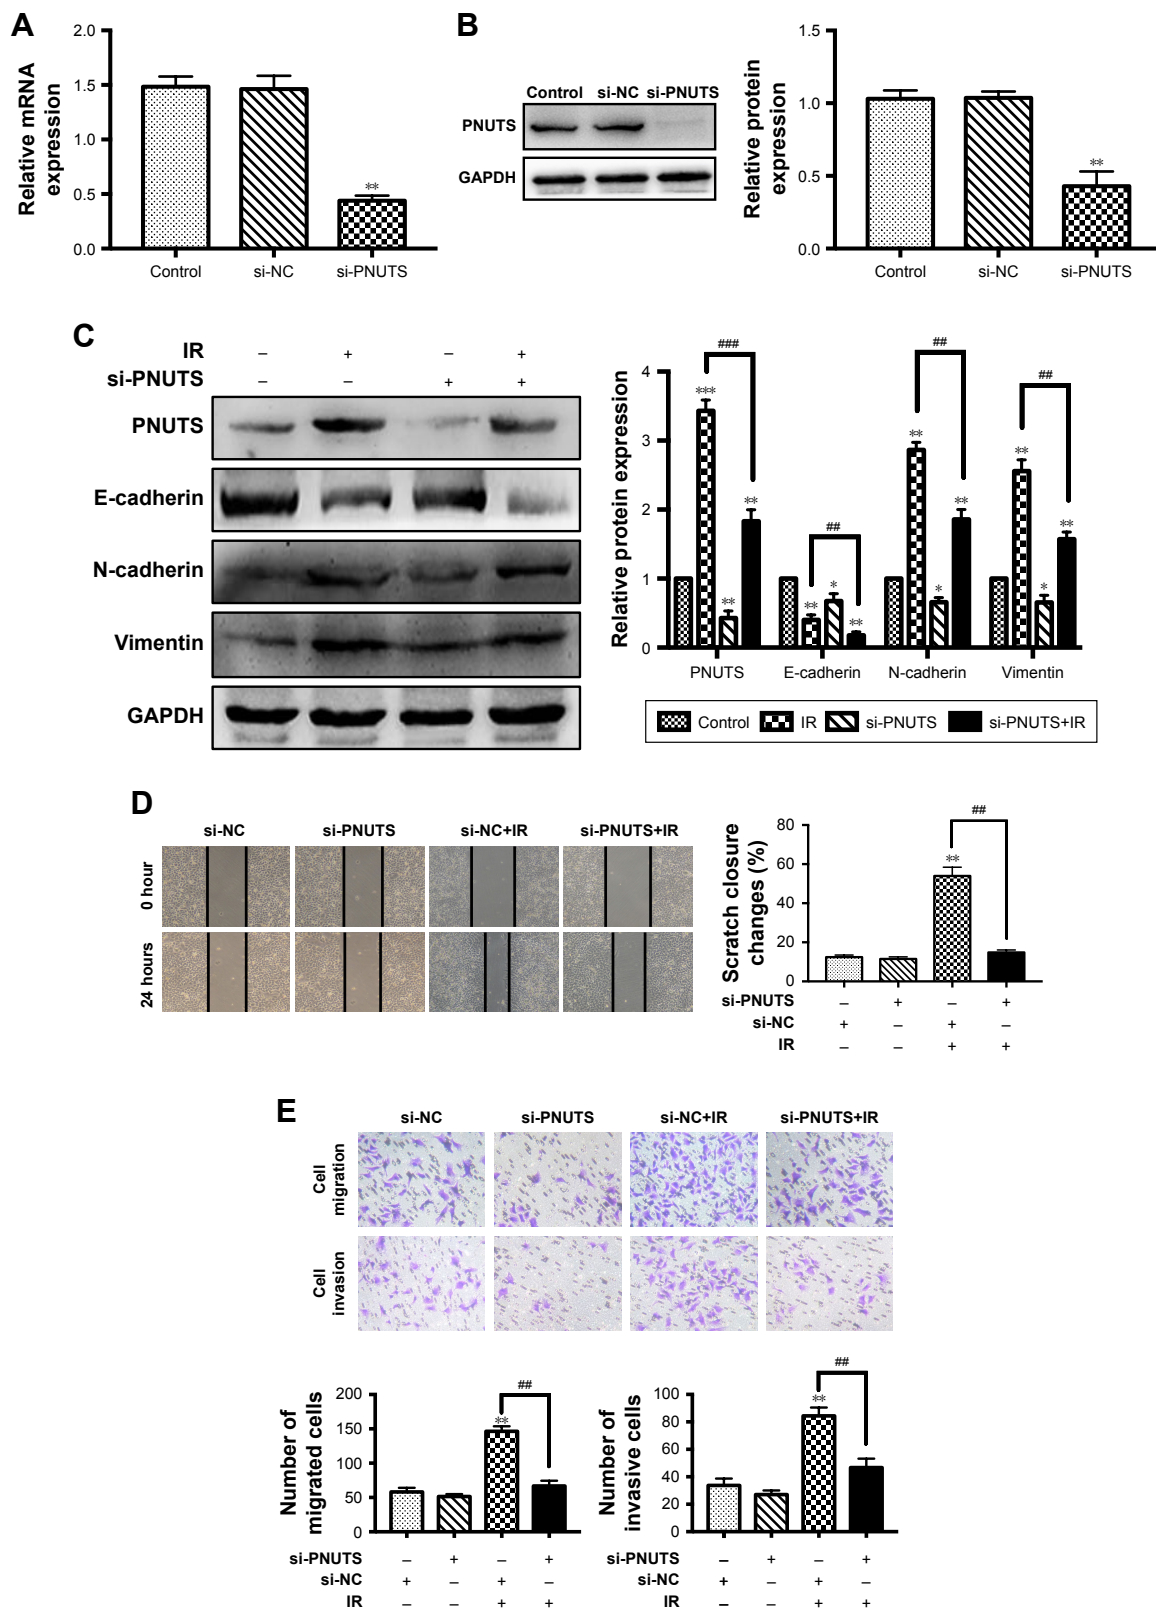 A
Relative mRNA
expression
2.0
1.5
1.0
0.5
0.0
**
Control si-NC si-PNUTS
B
Control si-NC si-PNUTS
PNUTS
GAPDH
Relative protein
expression
1.5
1.0
0.5
0.0
**
Control si-NC si-PNUTS
C
IR – + – +
si-PNUTS – – + +
PNUTS
E-cadherin
N-cadherin
Vimentin
GAPDH
Relative protein expression
4
3
2
1
0
### ## ## ##
*** ** ** ** * ** ** * ** ** * **
PNUTS E-cadherin N-cadherin Vimentin
Control IR si-PNUTS si-PNUTS+IR
D
si-NC si-PNUTS si-NC+IR si-PNUTS+IR
0 hour
24 hours
Scratch closure
changes (%)
80
60
40
20
0
##
**
si-PNUTS – + – +
si-NC + – + –
IR – – + +
E
si-NC si-PNUTS si-NC+IR si-PNUTS+IR
Cell
migration
Cell
invasion
Number of
migrated cells
200
150
100
50
0
##
**
si-PNUTS – + – +
si-NC + – + –
IR – – + +
Number of
invasive cells
100
80
60
40
20
0
##
**
si-PNUTS – + – +
si-NC + – + –
IR – – + +